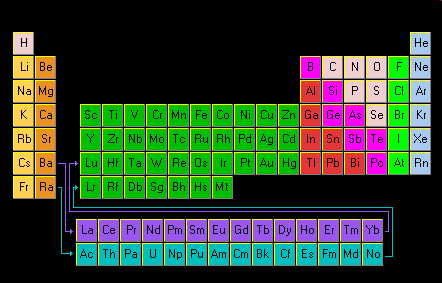 H He
Li Be B C N O F Ne
Na Mg Al Si P S Cl Ar
K Ca Sc Ti V Cr Mn Fe Co Ni Cu Zn Ga Ge As Se Br Kr
Rb Sr Y Zr Nb Mo Tc Ru Rh Pd Ag Cd In Sn Sb Te I Xe
Cs Ba Lu Hf Ta W Re Os Ir Pt Au Hg Tl Pb Bi Po At Rn
Fr Ra Lr Rf Db Sg Bh Hs Mt
La Ce Pr Nd Pm Sm Eu Gd Tb Dy Ho Er Tm Yb
Ac Th Pa U Np Pu Am Cm Bk Cf Es Fm Md No